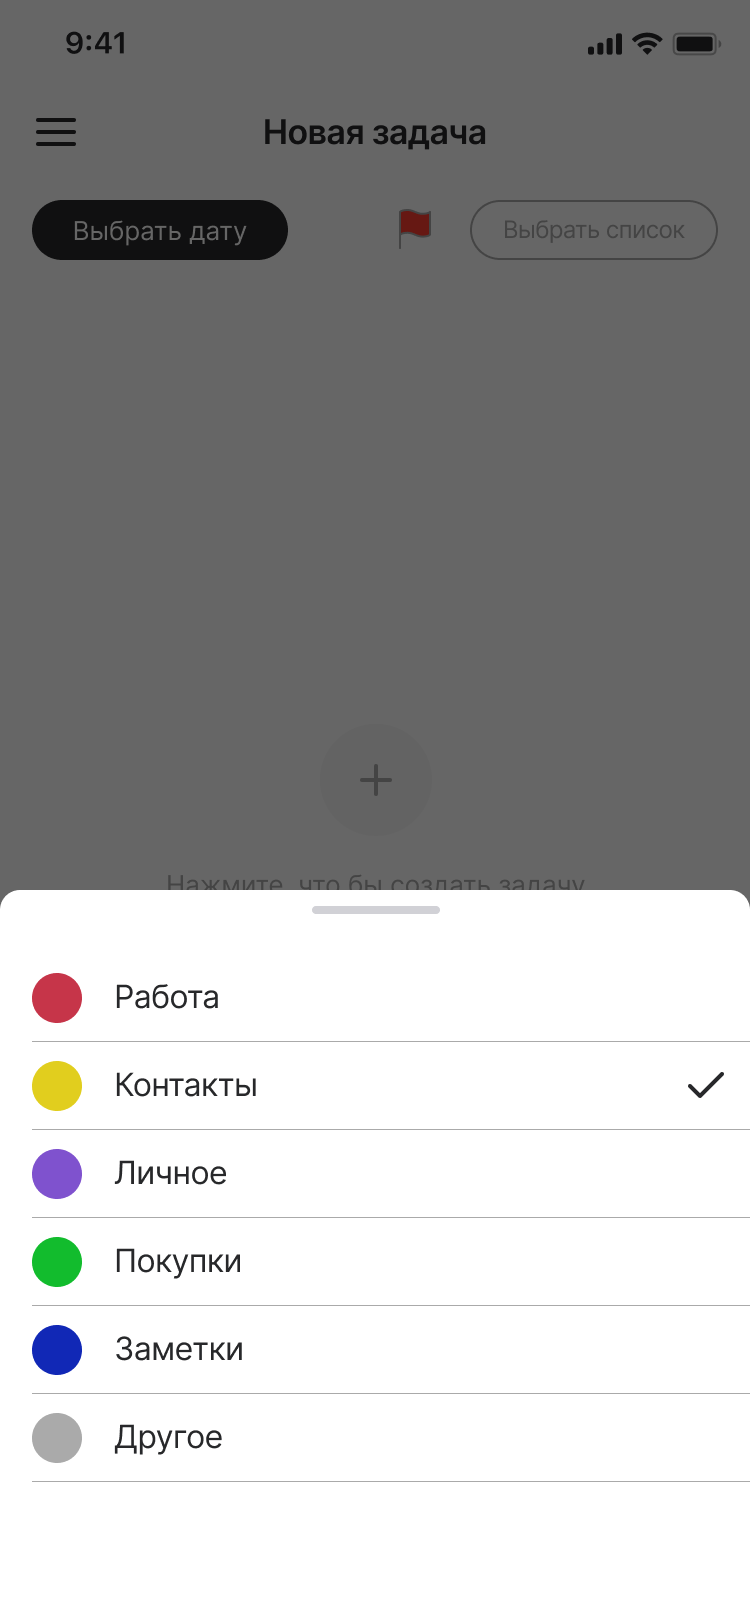 9:41
Новая задача
Выбрать дату
Выбрать список
Нажмите, что бы создать задачу
Работа
Контакты
Личное
Покупки
Заметки
Другое